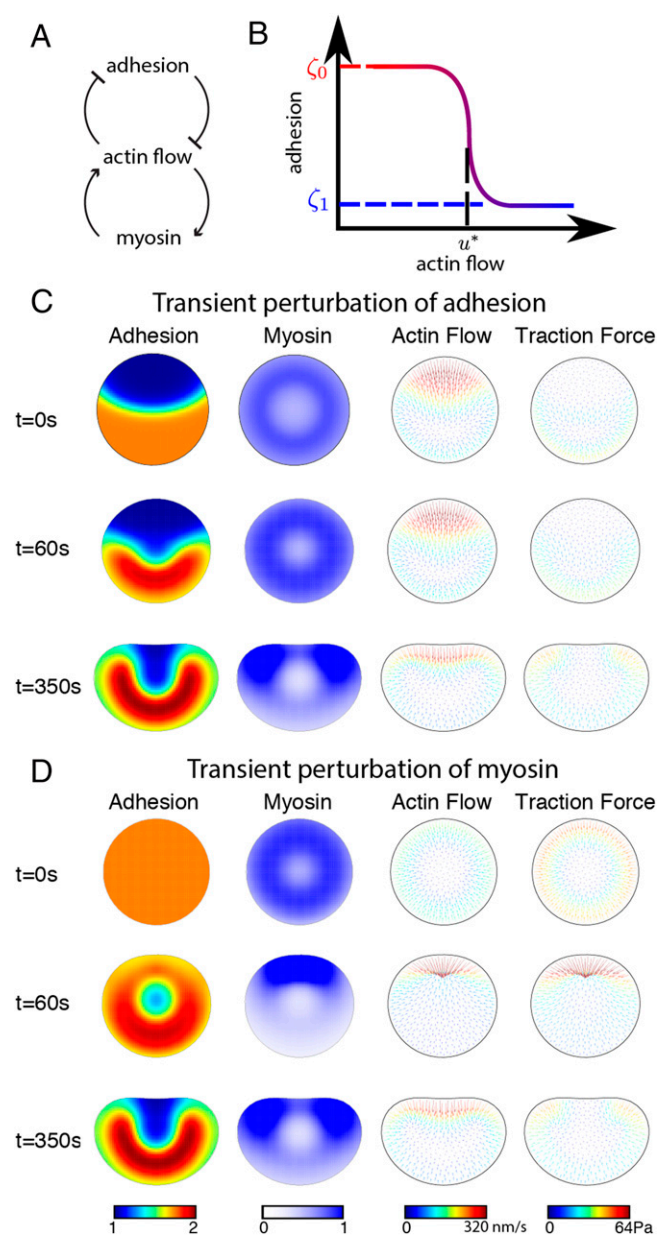 A
adhesion
actin flow
myosin
B
adhesion
ζ0
ζ1
u*
actin flow
C Transient perturbation of adhesion
Adhesion Myosin Actin Flow Traction Force
t=0s
t=60s
t=350s
D Transient perturbation of myosin
Adhesion Myosin Actin Flow Traction Force
t=0s
t=60s
t=350s
1 2 0 1 0 320 nm/s 0 64Pa